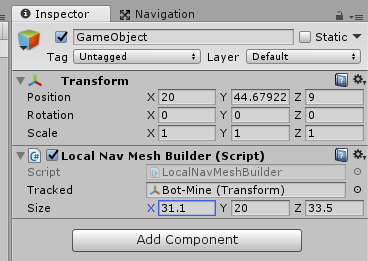 Inspector Navigation
GameObject Static
Tag Untagged Layer Default
Transform
Position X 20 Y 44.67922 Z 9
Rotation X 0 Y 0 Z 0
Scale X 1 Y 1 Z 1
Local Nav Mesh Builder (Script)
Script LocalNavMeshBuilder
Tracked Bot-Mine (Transform)
Size X 31.1 Y 20 Z 33.5
Add Component